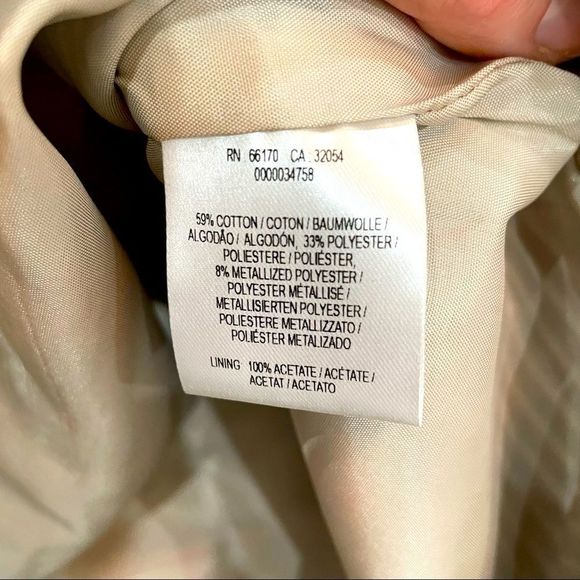 RN : 66170 CA : 32054
0000034758
59% COTTON / COTON / BAUMWOLLE /
ALGODÃO / ALGODÓN, 33% POLYESTER /
POLIESTERE / POLIÉSTER,
8% METALLIZED POLYESTER /
POLYESTER MÉTALLISÉ /
METALLISIERTEN POLYESTER /
POLIESTERE METALLIZZATO /
POLIÉSTER METALIZADO
LINING : 100% ACETATE / ACÉTATE /
ACETAT / ACETATO